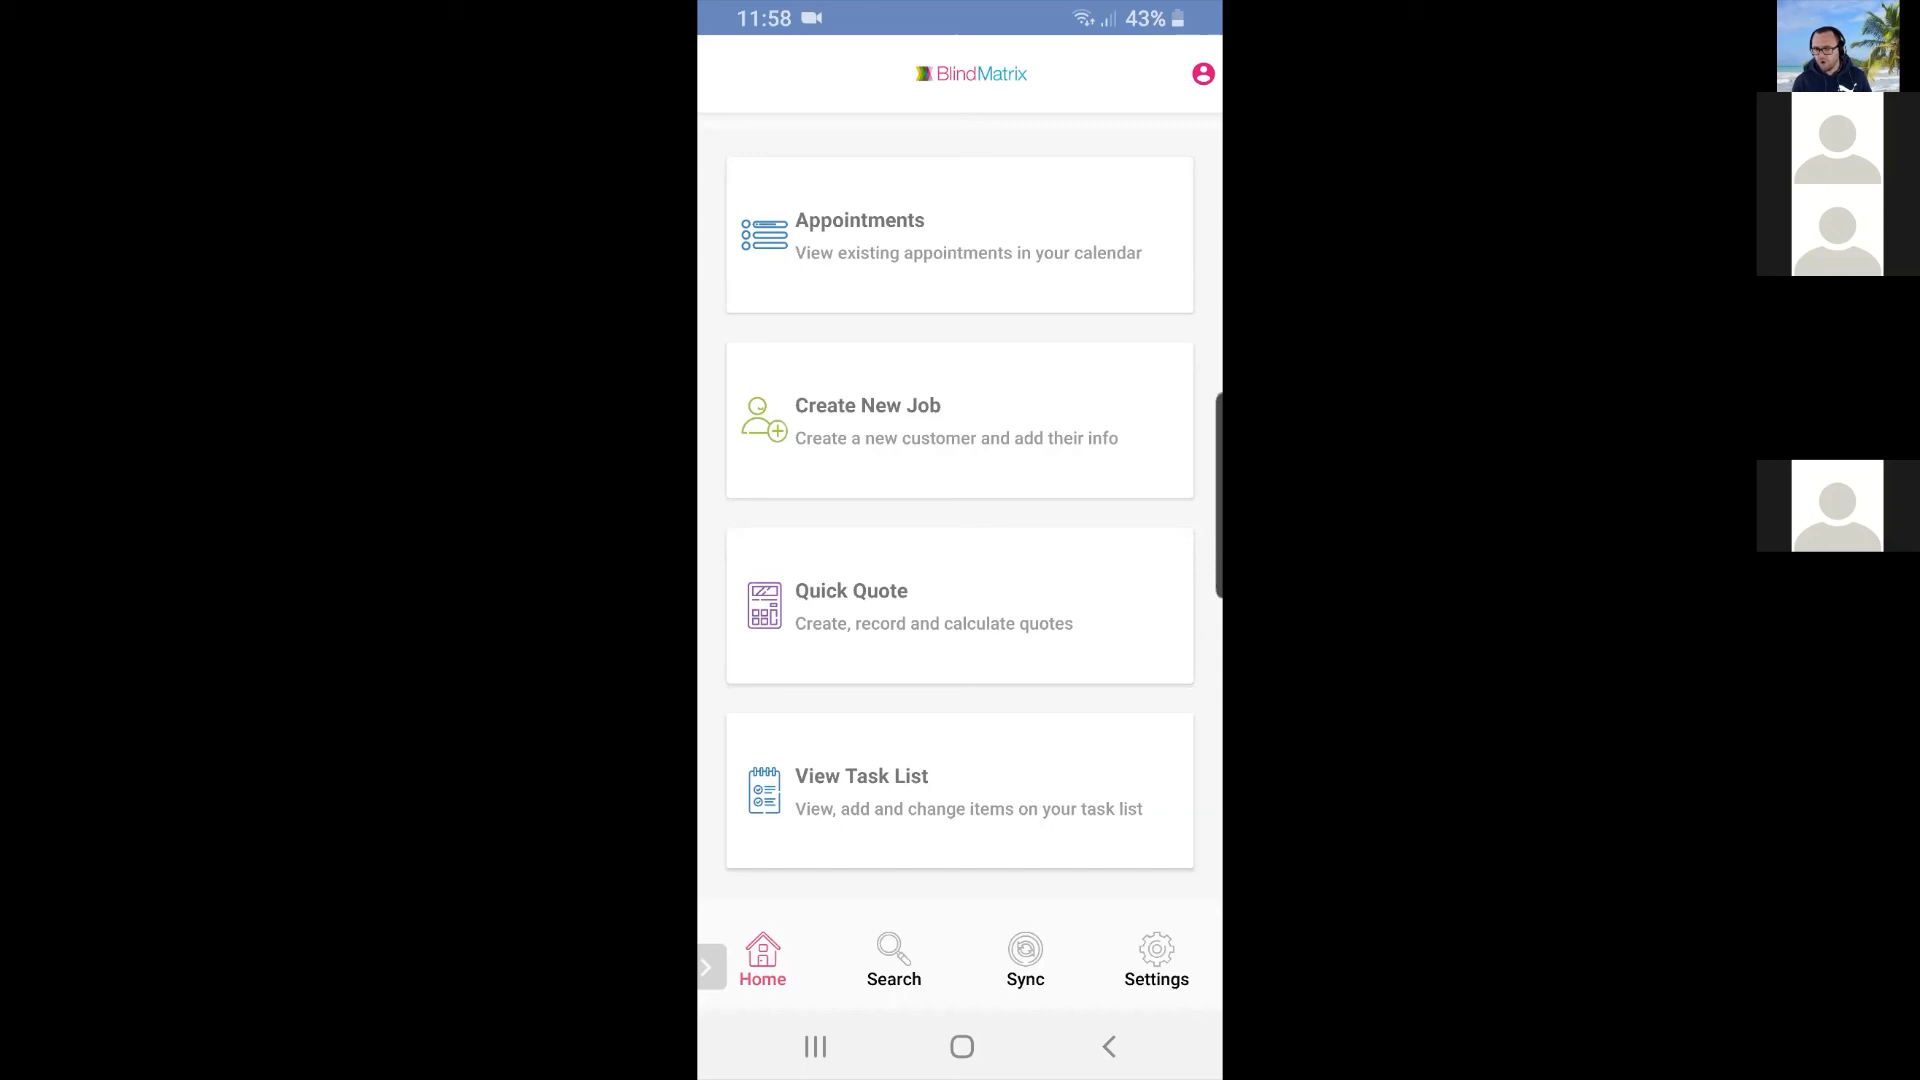 11:58
43%
BlindMatrix
Appointments
View existing appointments in your calendar
Create New Job
Create a new customer and add their info
Quick Quote
Create, record and calculate quotes
View Task List
View, add and change items on your task list
Home Search Sync Settings